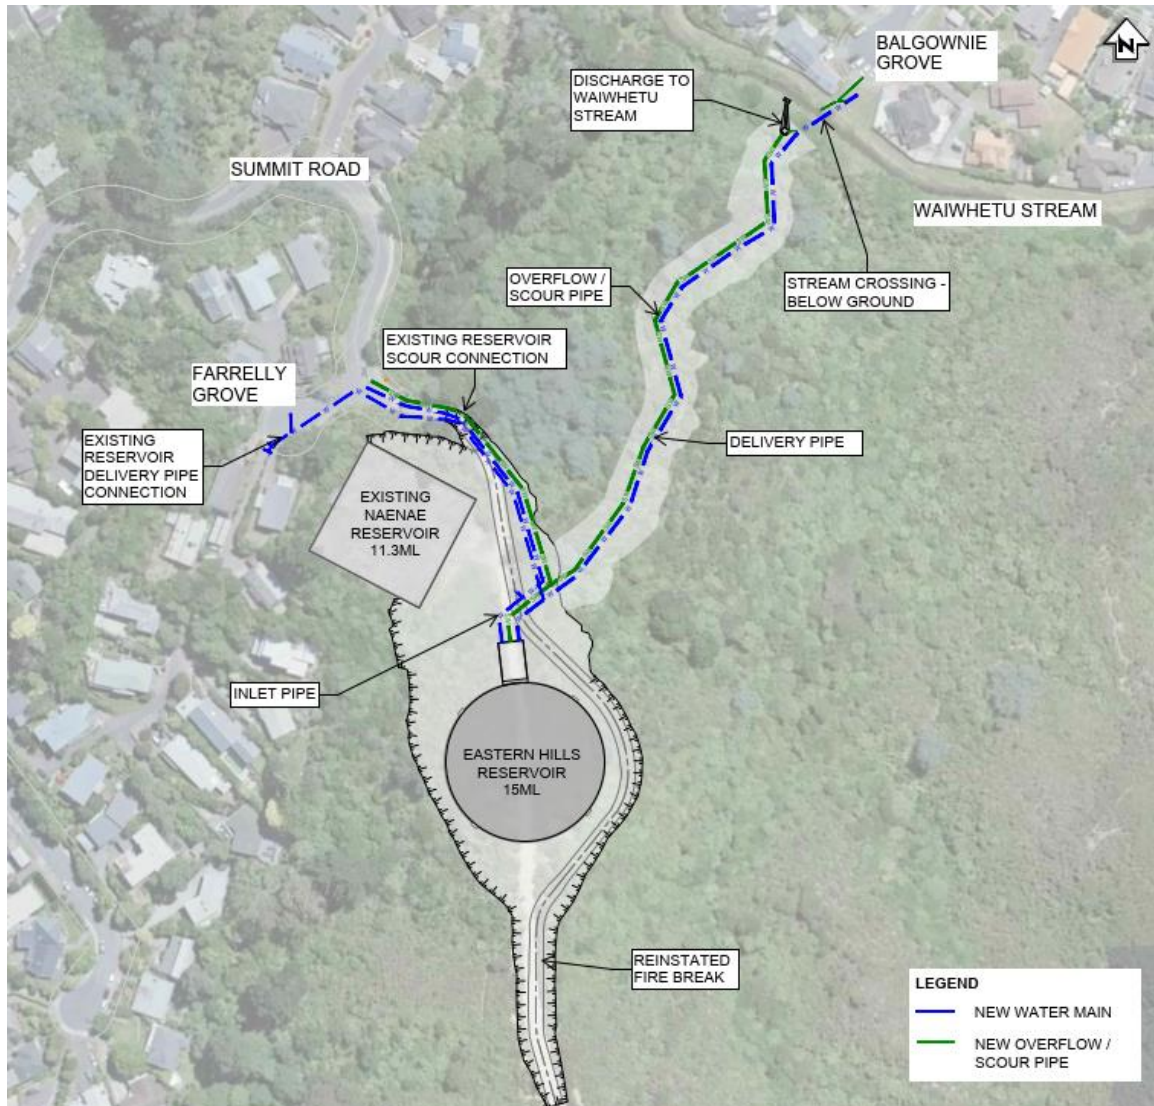 BALGOWNIE
GROVE
N
DISCHARGE TO
WAIWHETU
STREAM
SUMMIT ROAD
WAIWHETU STREAM
OVERFLOW /
SCOUR PIPE
STREAM CROSSING -
BELOW GROUND
EXISTING RESERVOIR
SCOUR CONNECTION
FARRELLY
GROVE
EXISTING
RESERVOIR
DELIVERY PIPE
CONNECTION
DELIVERY PIPE
EXISTING
NAENAE
RESERVOIR
11.3ML
INLET PIPE
EASTERN HILLS
RESERVOIR
15ML
REINSTATED
FIRE BREAK
LEGEND
NEW WATER MAIN
NEW OVERFLOW /
SCOUR PIPE